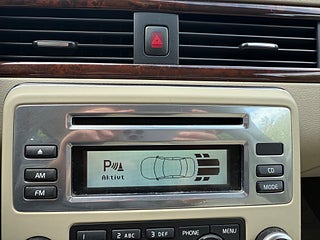 P
Aktivt
AM
FM
CD
MODE
1
2 ABC
3 DEF
PHONE
MENU